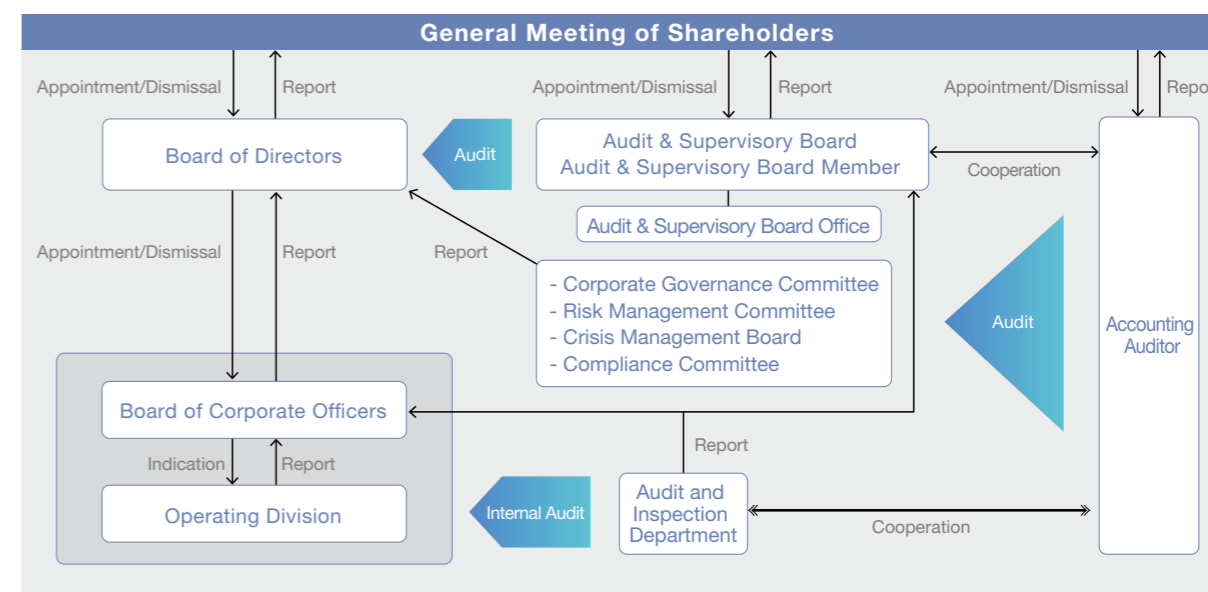 General Meeting of Shareholders
Appointment/Dismissal
Report
Appointment/Dismissal
Report
Appointment/Dismissal
Repo
Board of Directors
Audit
Audit & Supervisory Board
Audit & Supervisory Board Member
Cooperation
Audit & Supervisory Board Office
Appointment/Dismissal
Report
Report
- Corporate Governance Committee
- Risk Management Committee
- Crisis Management Board
- Compliance Committee
Audit
Accounting
Auditor
Board of Corporate Officers
Indication
Report
Report
Operating Division
Internal Audit
Audit and
Inspection
Department
Cooperation